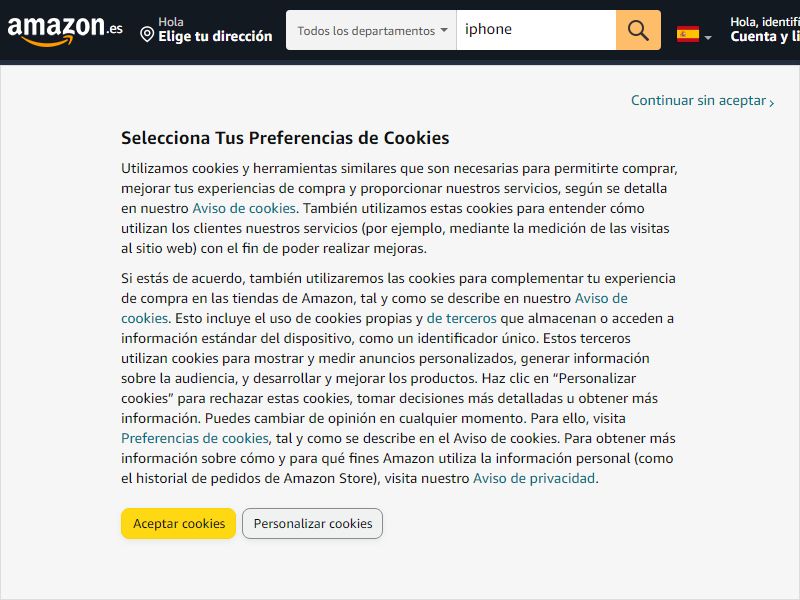 amazon.es
Hola
Elige tu dirección
Todos los departamentos
iphone
Hola, identifi
Cuenta y li
Continuar sin aceptar ›
Selecciona Tus Preferencias de Cookies
Utilizamos cookies y herramientas similares que son necesarias para permitirte comprar,
mejorar tus experiencias de compra y proporcionar nuestros servicios, según se detalla
en nuestro Aviso de cookies. También utilizamos estas cookies para entender cómo
utilizan los clientes nuestros servicios (por ejemplo, mediante la medición de las visitas
al sitio web) con el fin de poder realizar mejoras.
Si estás de acuerdo, también utilizaremos las cookies para complementar tu experiencia
de compra en las tiendas de Amazon, tal y como se describe en nuestro Aviso de
cookies. Esto incluye el uso de cookies propias y de terceros que almacenan o acceden a
información estándar del dispositivo, como un identificador único. Estos terceros
utilizan cookies para mostrar y medir anuncios personalizados, generar información
sobre la audiencia, y desarrollar y mejorar los productos. Haz clic en “Personalizar
cookies” para rechazar estas cookies, tomar decisiones más detalladas u obtener más
información. Puedes cambiar de opinión en cualquier momento. Para ello, visita
Preferencias de cookies, tal y como se describe en el Aviso de cookies. Para obtener más
información sobre cómo y para qué fines Amazon utiliza la información personal (como
el historial de pedidos de Amazon Store), visita nuestro Aviso de privacidad.
Aceptar cookies
Personalizar cookies